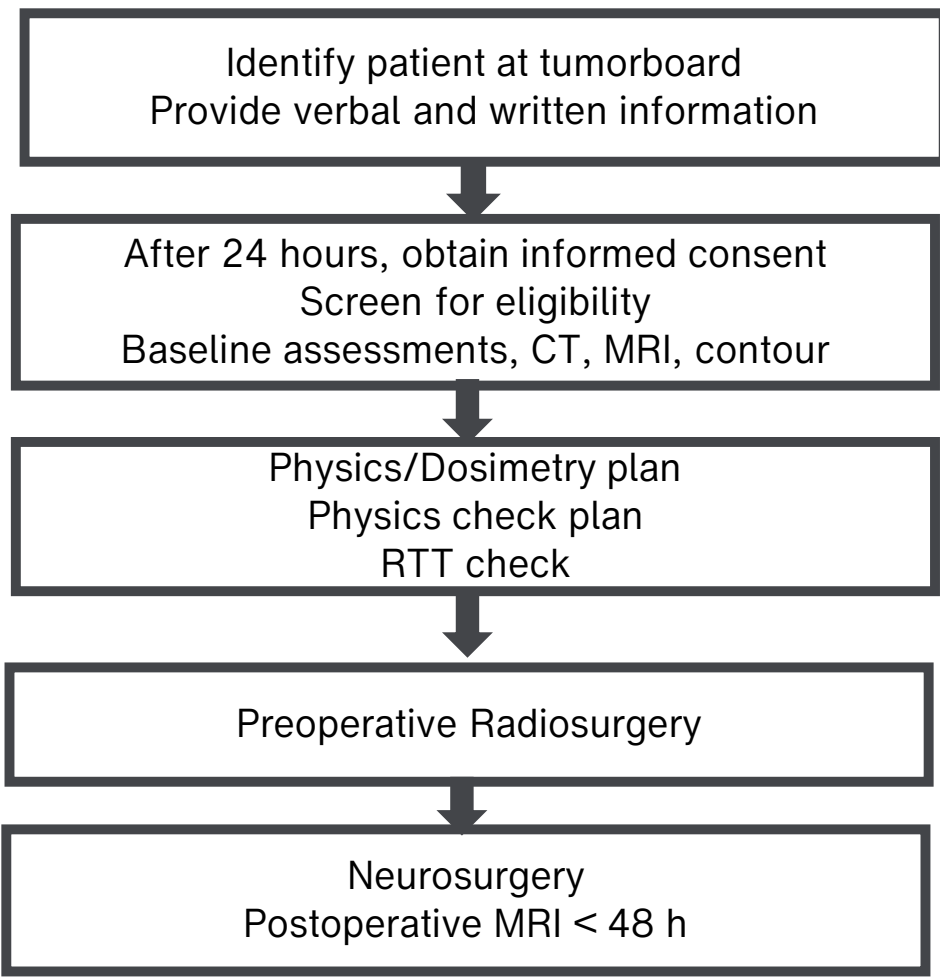 Identify patient at tumorboard
Provide verbal and written information
After 24 hours, obtain informed consent
Screen for eligibility
Baseline assessments, CT, MRI, contour
Physics/Dosimetry plan
Physics check plan
RTT check
Preoperative Radiosurgery
Neurosurgery
Postoperative MRI < 48 h